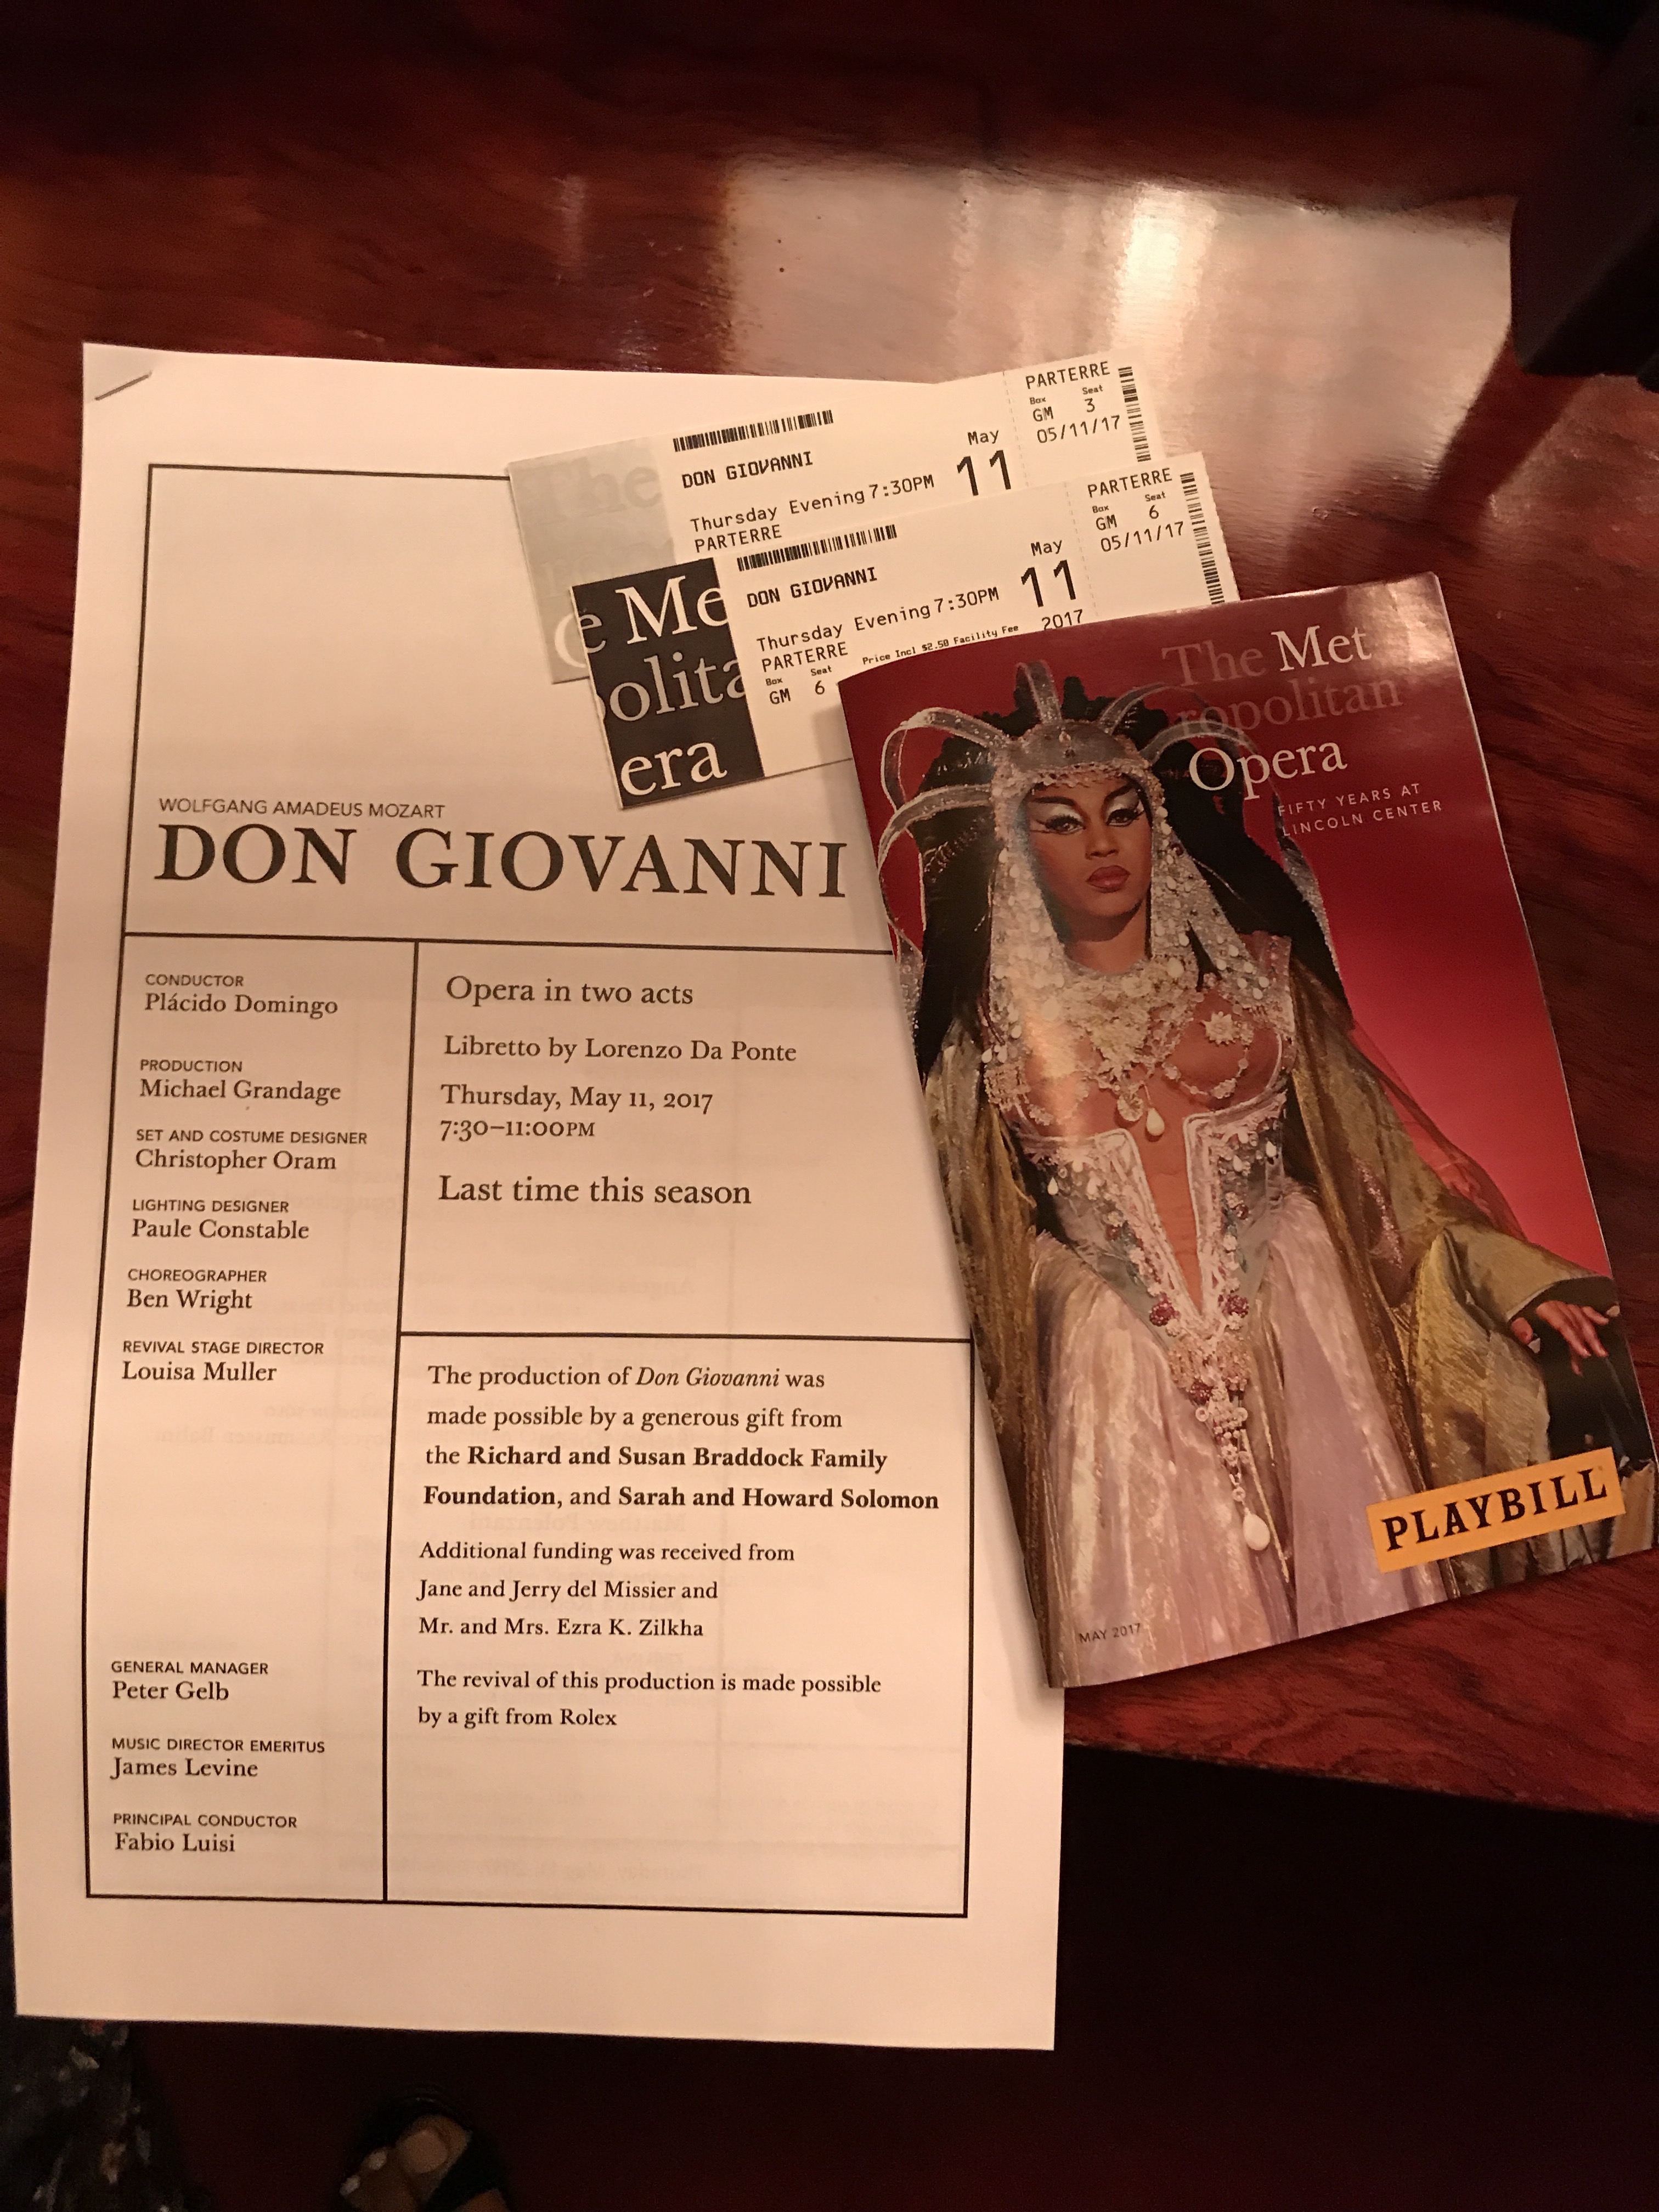 The
PARTERRE
Box Seat
GM 3
05/11/17
DON GIOVANNI
May
11
Thursday Evening 7:30PM
PARTERRE
PARTERRE
Box Seat
GM 6
05/11/17
DON GIOVANNI
May
11
2017
Thursday Evening 7:30PM
PARTERRE
Price Incl $2.50 Facility Fee
Box Seat
GM 6
e Me
olita
era
The Met
ropolitan
Opera
FIFTY YEARS AT
LINCOLN CENTER
PLAYBILL
MAY 2017
WOLFGANG AMADEUS MOZART
DON GIOVANNI
CONDUCTOR
Plácido Domingo
PRODUCTION
Michael Grandage
SET AND COSTUME DESIGNER
Christopher Oram
LIGHTING DESIGNER
Paule Constable
CHOREOGRAPHER
Ben Wright
REVIVAL STAGE DIRECTOR
Louisa Muller
GENERAL MANAGER
Peter Gelb
MUSIC DIRECTOR EMERITUS
James Levine
PRINCIPAL CONDUCTOR
Fabio Luisi
Opera in two acts
Libretto by Lorenzo Da Ponte
Thursday, May 11, 2017
7:30–11:00PM
Last time this season
The production of Don Giovanni was
made possible by a generous gift from
the Richard and Susan Braddock Family
Foundation, and Sarah and Howard Solomon
Additional funding was received from
Jane and Jerry del Missier and
Mr. and Mrs. Ezra K. Zilkha
The revival of this production is made possible
by a gift from Rolex